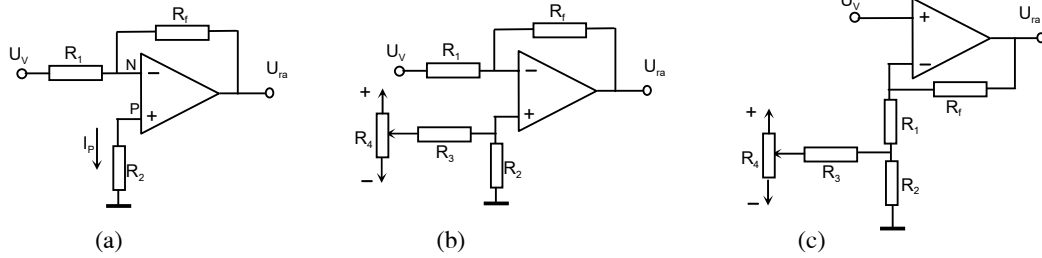 U_V R_1 R_f N − P + U_ra I_P R_2
(a)
U_V R_1 R_f − + U_ra + R_4 − R_3 R_2
(b)
U_V + − U_ra R_f R_1 + R_4 − R_3 R_2
(c)